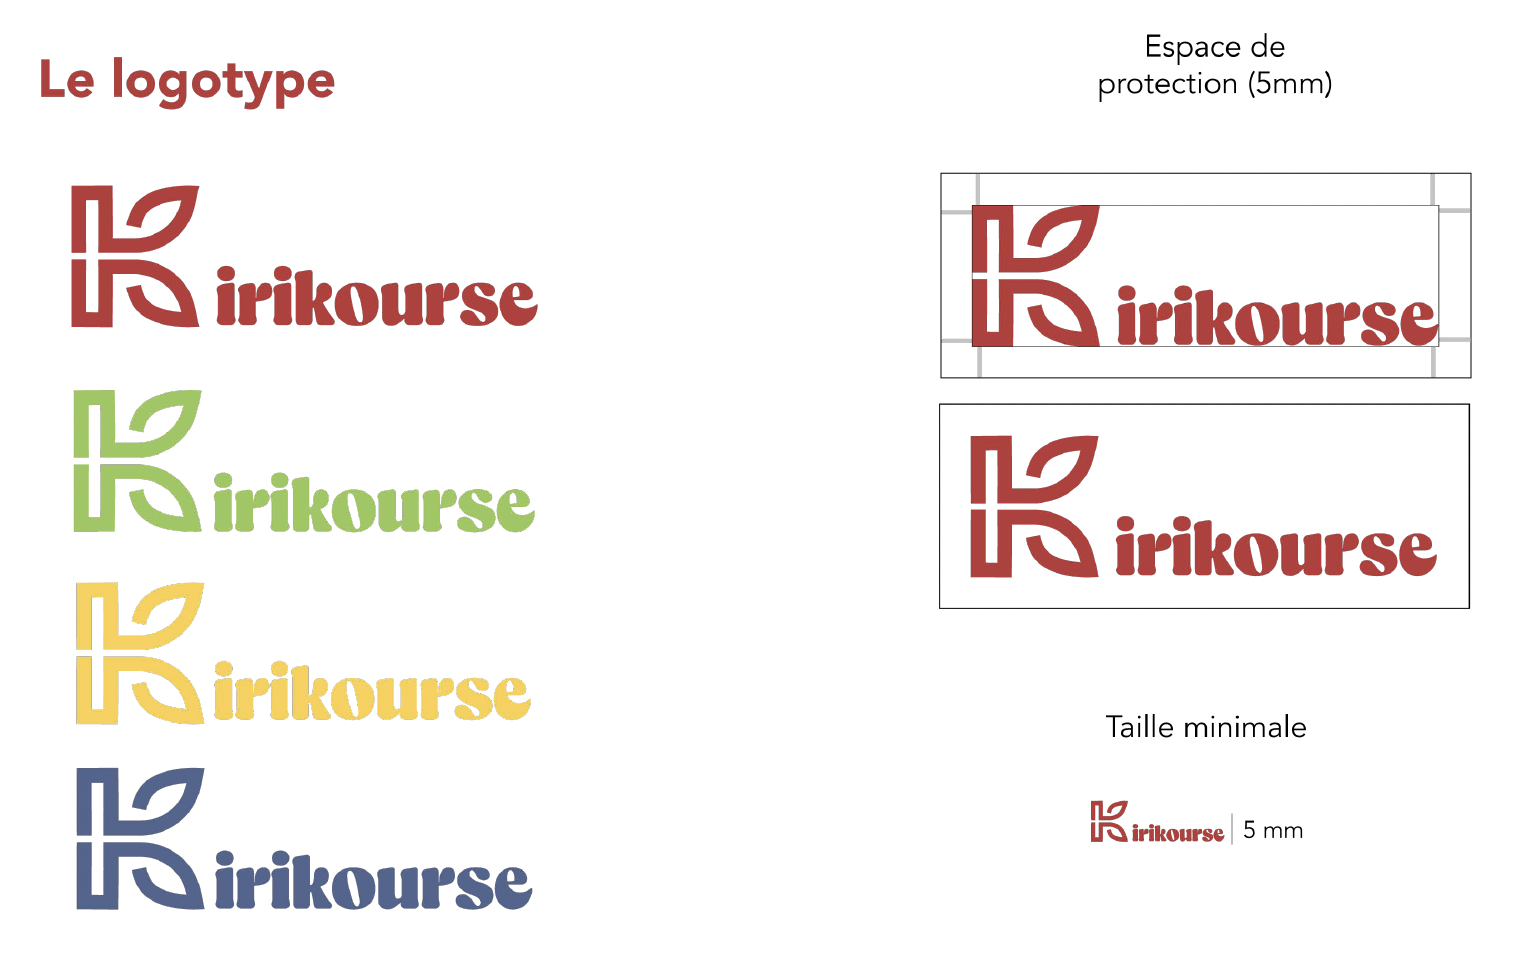 Le logotype
Kirikourse
Kirikourse
Kirikourse
Kirikourse
Espace de
protection (5mm)
Kirikourse
Kirikourse
Taille minimale
Kirikourse 5 mm